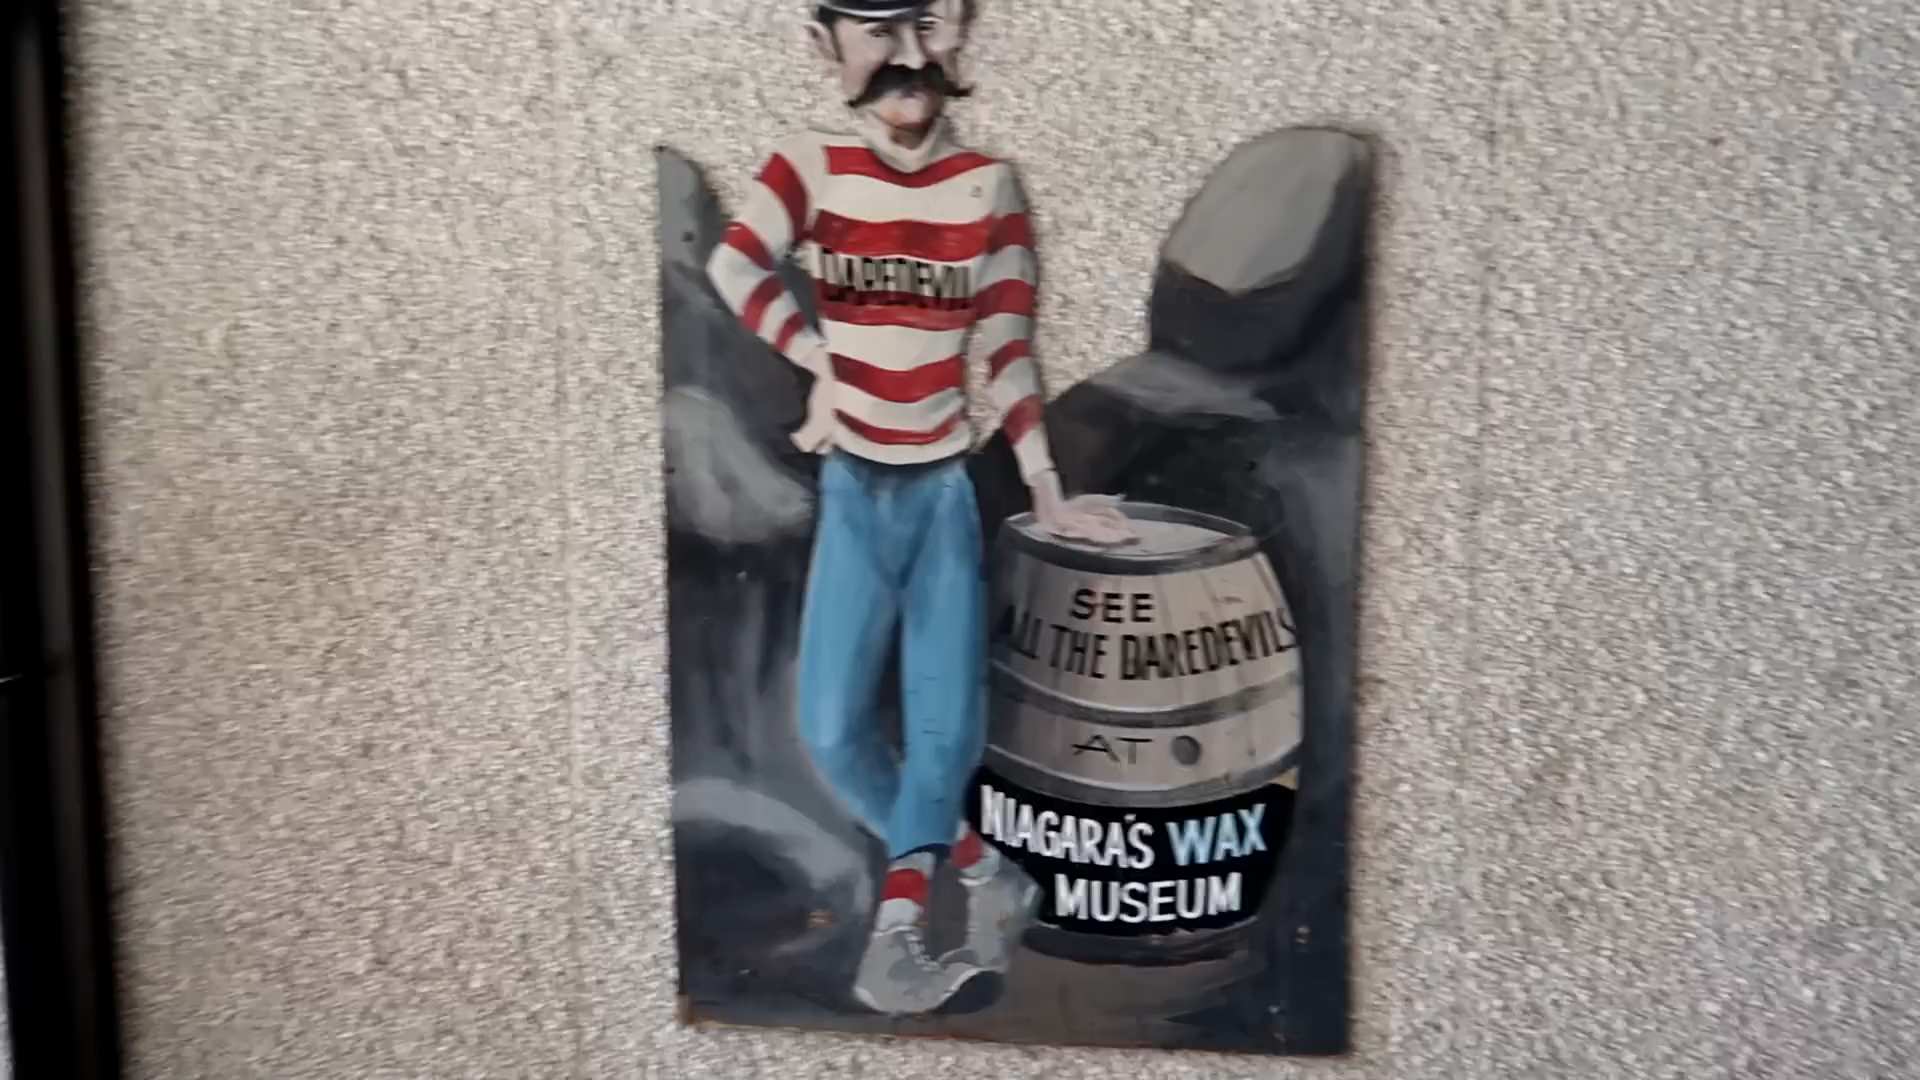 DAREDEVIL
SEE
ALL THE DAREDEVILS
AT
NIAGARA'S WAX
MUSEUM